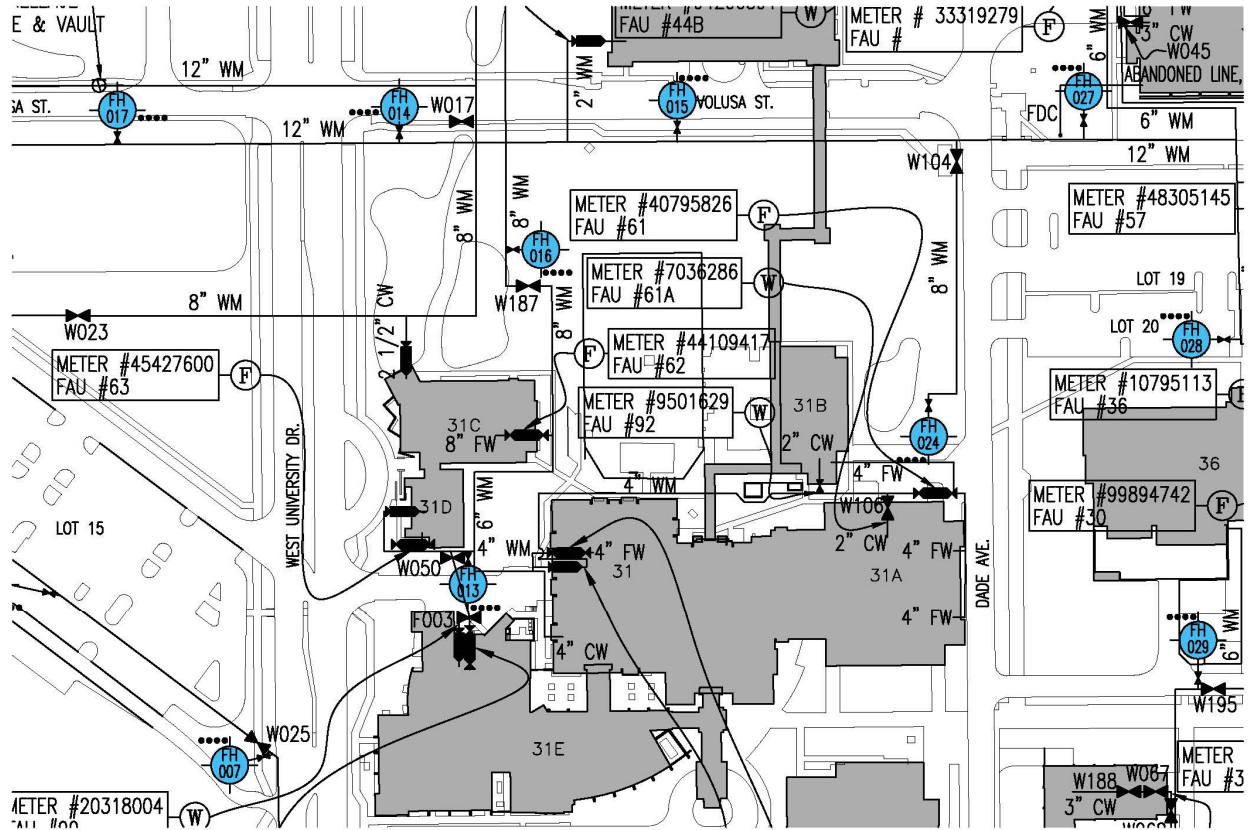 E & VAULT
FAU #44B
W
METER # 33319279
FAU #
F
6" WM
3" CW
W045
ABANDONED LINE,
12" WM
FH
017
FH
014
W017
2" WM
FH
015
VOLUSA ST.
FH
027
FDC
6" WM
12" WM
12" WM
W104
METER #40795826
FAU #61
F
METER #48305145
FAU #57
8" WM
8" WM
FH
016
W187
METER #7036286
FAU #61A
W
8" WM
LOT 19
8" WM
W023
2 1/2" CW
8" WM
LOT 20
FH
028
METER #45427600
FAU #63
F
F
METER #44109417
FAU #62
METER #9501629
FAU #92
W
31B
METER #10795113
FAU #36
31C
8" FW
2" CW
FH
024
4" FW
36
4" WM
METER #99894742
FAU #30
F
WEST UNIVERSITY DR.
LOT 15
31D
6" WM
W106
2" CW
4" WM
4" FW
31
31A
4" FW
W050
FH
013
DADE AVE.
F003
4" FW
4" CW
FH
029
6" WM
W195
W025
FH
007
31E
METER
FAU #3
W188
W067
3" CW
METER #20318004
W